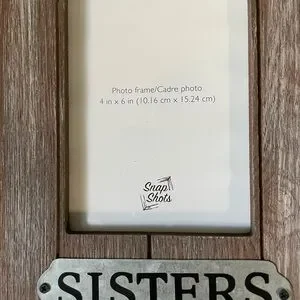 Photo frame/Cadre photo
4 in x 6 in (10.16 cm x 15.24 cm)
Snap
Shots
SISTERS